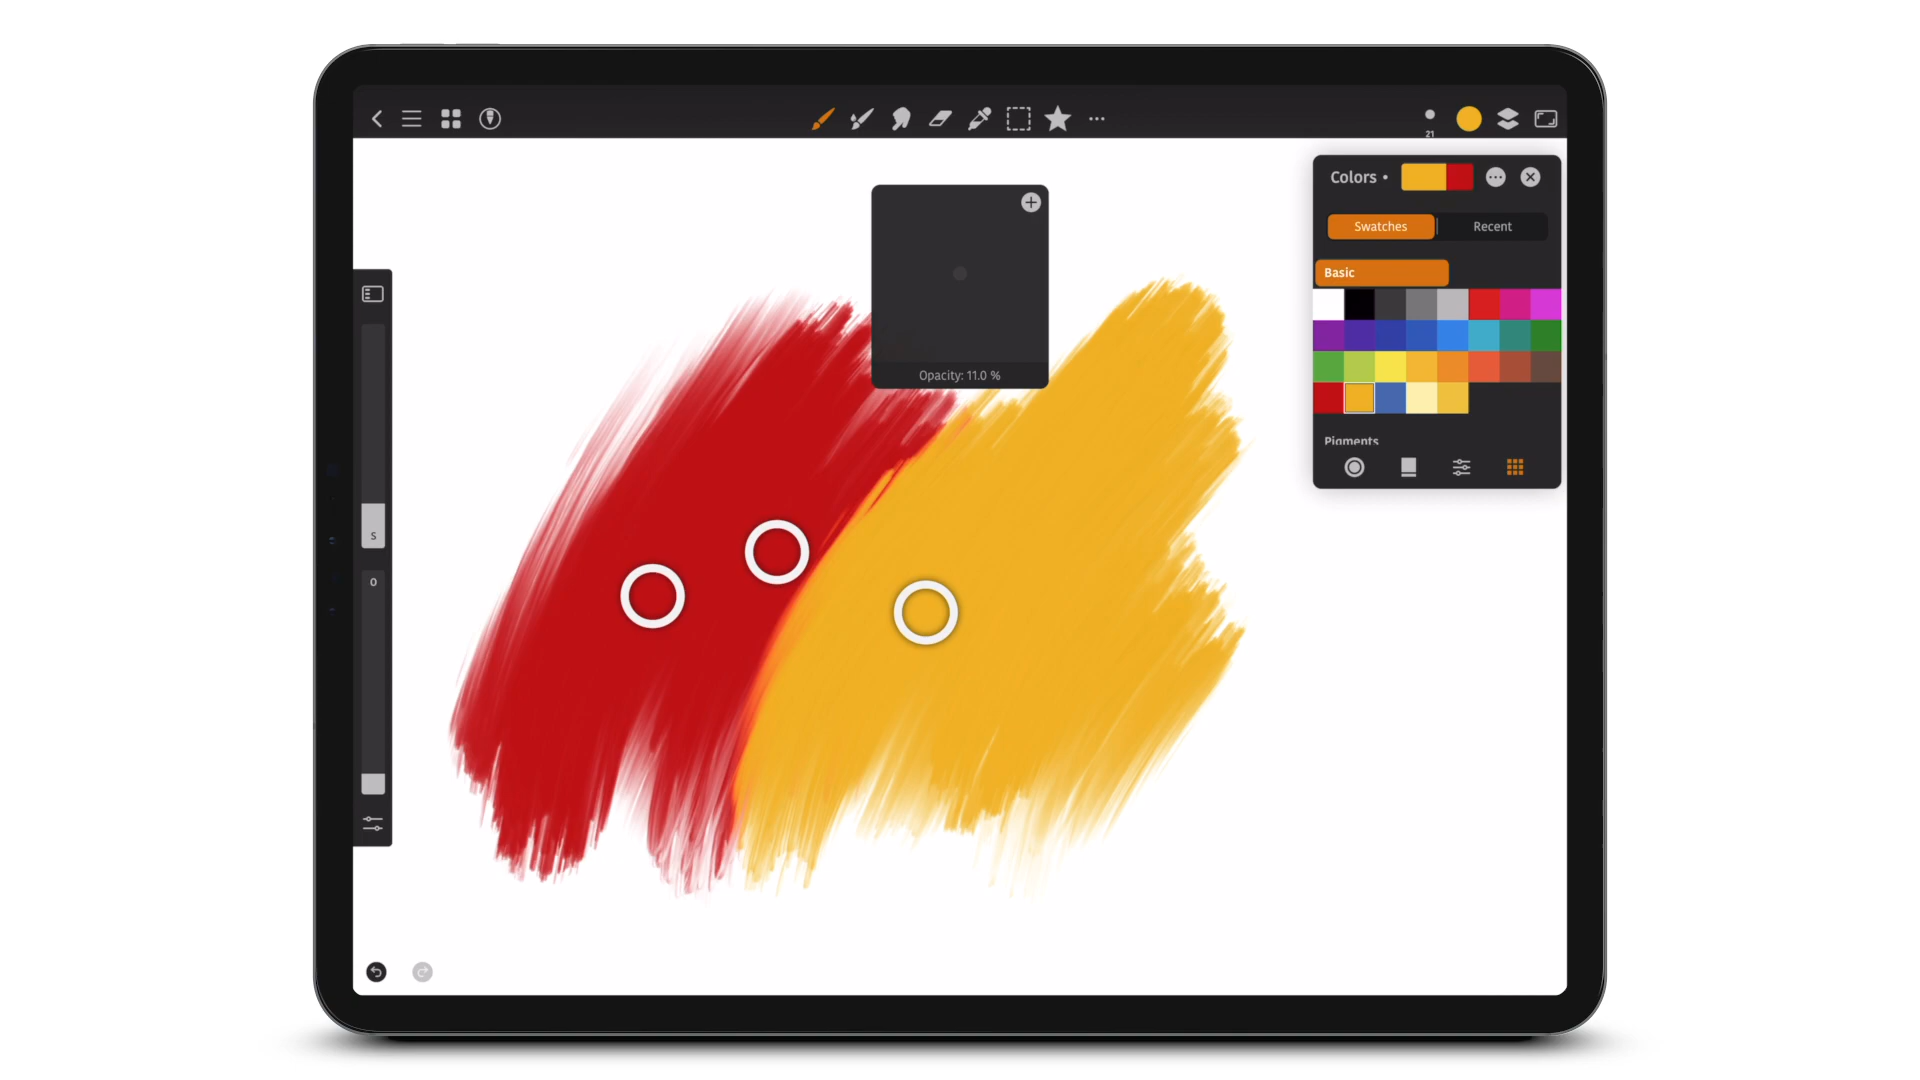 21
Colors •
Swatches
Recent
Basic
Opacity: 11.0 %
Pigments
S
O